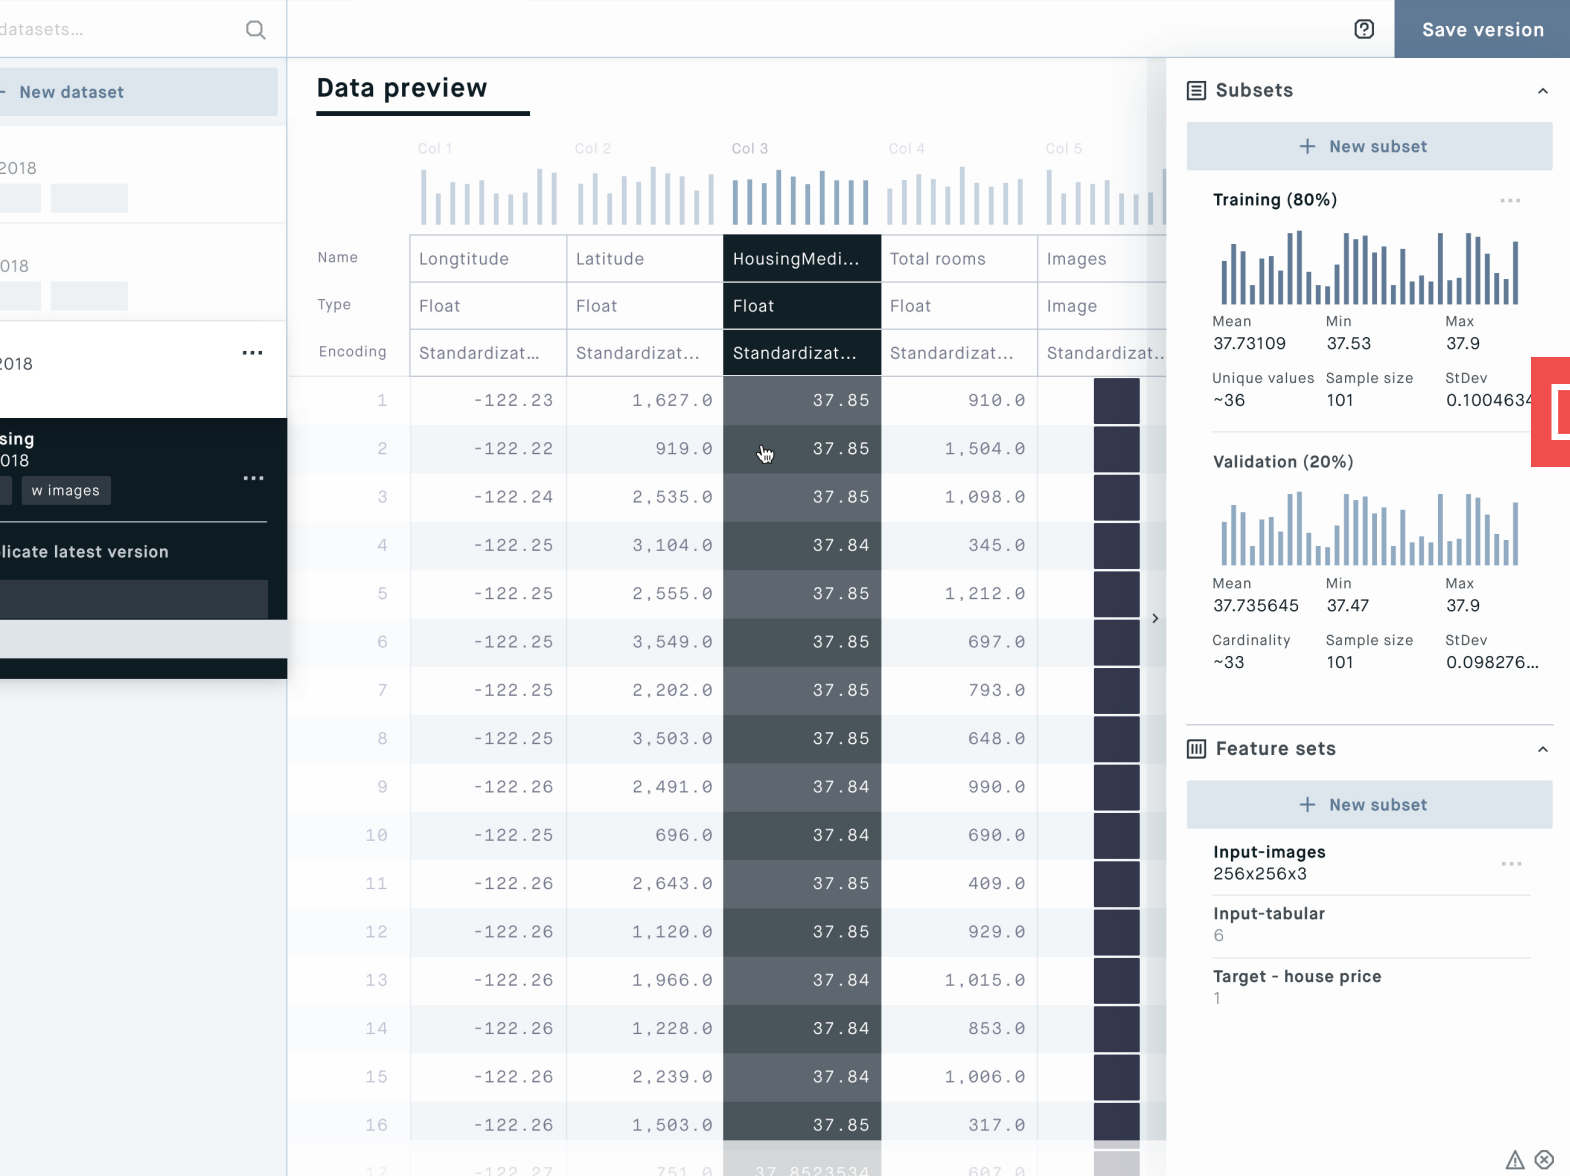 datasets...
Save version
New dataset
2018
018
2018
sing
018
w images
licate latest version
Data preview
Col 1 Col 2 Col 3 Col 4 Col 5
Name Longtitude Latitude HousingMedi... Total rooms Images
Type Float Float Float Float Image
Encoding Standardizat... Standardizat... Standardizat... Standardizat... Standardizat..
1 -122.23 1,627.0 37.85 910.0
2 -122.22 919.0 37.85 1,504.0
3 -122.24 2,535.0 37.85 1,098.0
4 -122.25 3,104.0 37.84 345.0
5 -122.25 2,555.0 37.85 1,212.0
6 -122.25 3,549.0 37.85 697.0
7 -122.25 2,202.0 37.85 793.0
8 -122.25 3,503.0 37.85 648.0
9 -122.26 2,491.0 37.84 990.0
10 -122.25 696.0 37.84 690.0
11 -122.26 2,643.0 37.85 409.0
12 -122.26 1,120.0 37.85 929.0
13 -122.26 1,966.0 37.84 1,015.0
14 -122.26 1,228.0 37.84 853.0
15 -122.26 2,239.0 37.84 1,006.0
16 -122.26 1,503.0 37.85 317.0
17 -122.27 751.0 37.8523534 607.0
Subsets
+ New subset
Training (80%) ...
Mean Min Max
37.73109 37.53 37.9
Unique values Sample size StDev
~36 101 0.1004634
Validation (20%)
Mean Min Max
37.735645 37.47 37.9
Cardinality Sample size StDev
~33 101 0.098276...
Feature sets
+ New subset
Input-images
256x256x3
Input-tabular
6
Target - house price
1